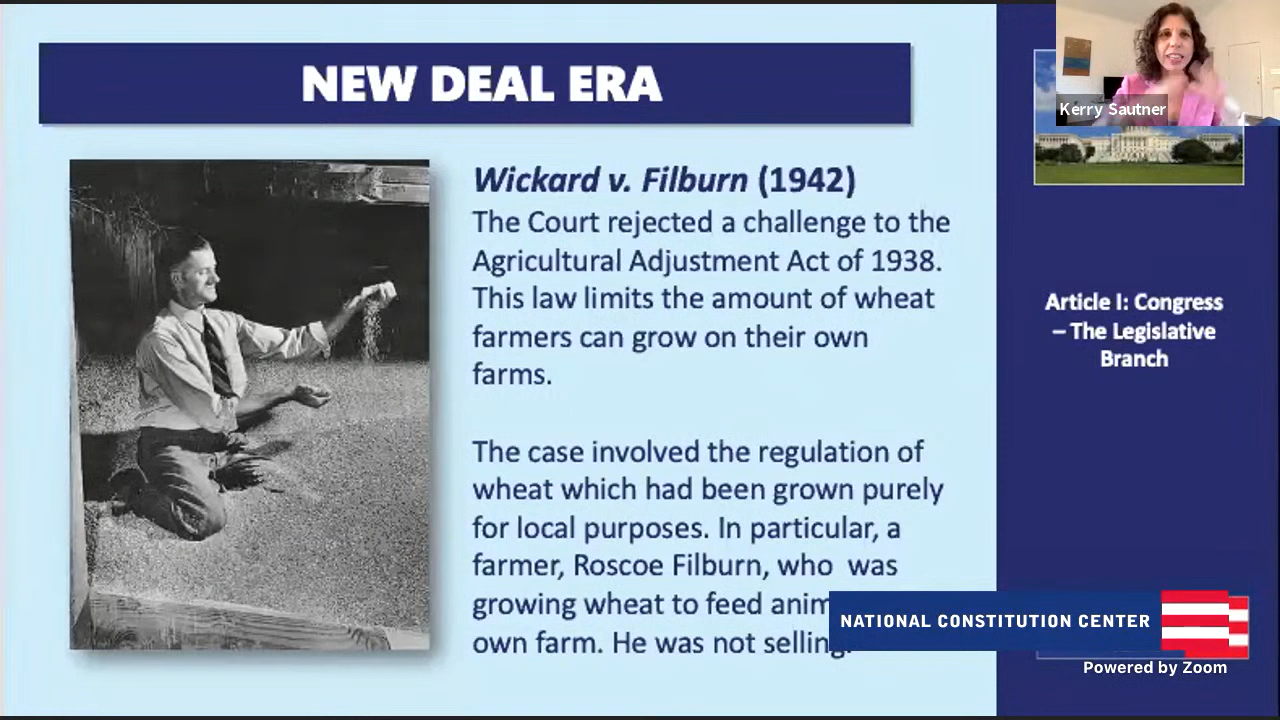 NEW DEAL ERA
Wickard v. Filburn (1942)
The Court rejected a challenge to the
Agricultural Adjustment Act of 1938.
This law limits the amount of wheat
farmers can grow on their own
farms.
The case involved the regulation of
wheat which had been grown purely
for local purposes. In particular, a
farmer, Roscoe Filburn, who was
growing wheat to feed
own farm. He was not selling
Kerry Sautner
Article I: Congress
– The Legislative
Branch
NATIONAL CONSTITUTION CENTER
Powered by Zoom